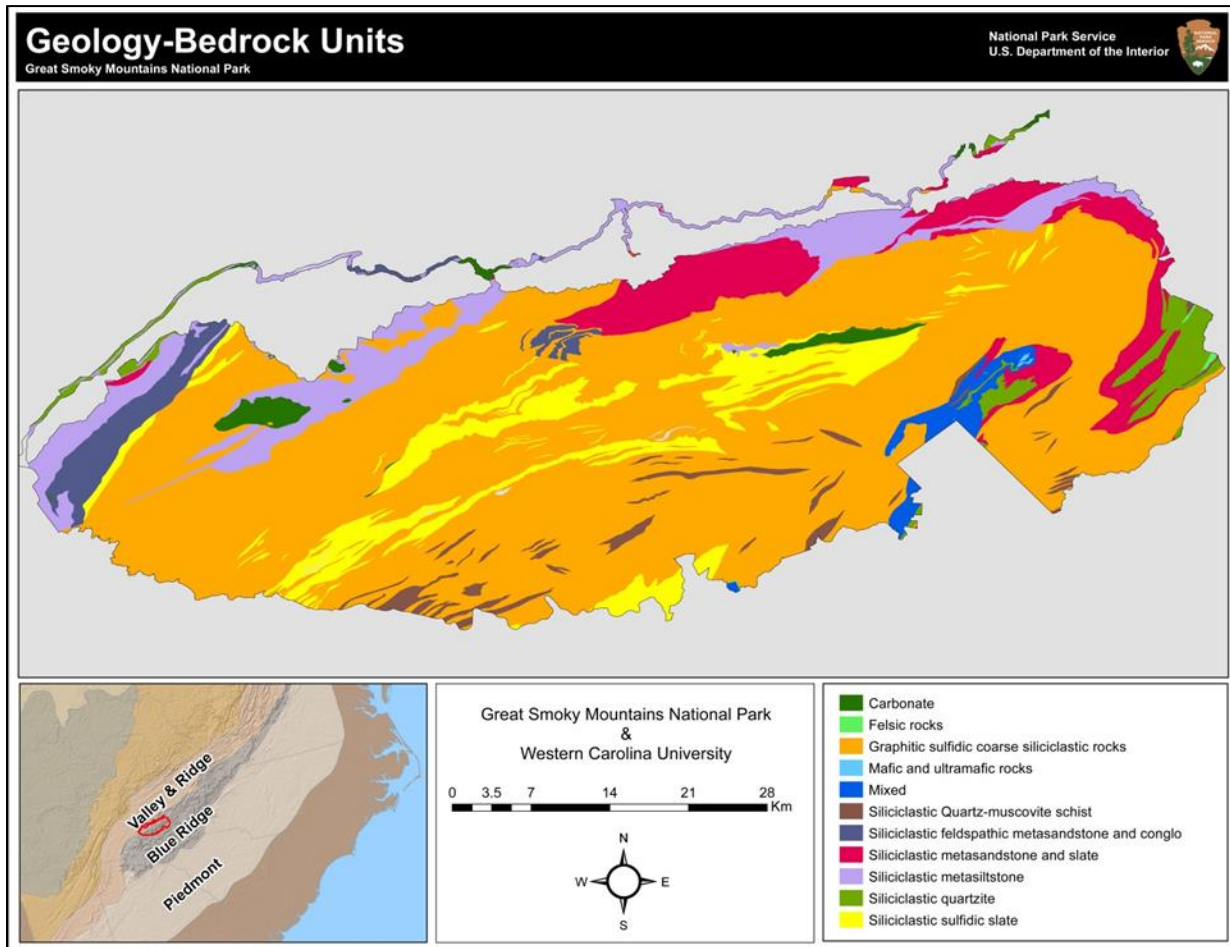 Geology-Bedrock Units
Great Smoky Mountains National Park
National Park Service
U.S. Department of the Interior
NATIONAL
PARK
SERVICE
Valley & Ridge
Blue Ridge
Piedmont
Great Smoky Mountains National Park
&
Western Carolina University
0 3.5 7 14 21 28
Km
N
W E
S
Carbonate
Felsic rocks
Graphitic sulfidic coarse siliciclastic rocks
Mafic and ultramafic rocks
Mixed
Siliciclastic Quartz-muscovite schist
Siliciclastic feldspathic metasandstone and conglo
Siliciclastic metasandstone and slate
Siliciclastic metasiltstone
Siliciclastic quartzite
Siliciclastic sulfidic slate